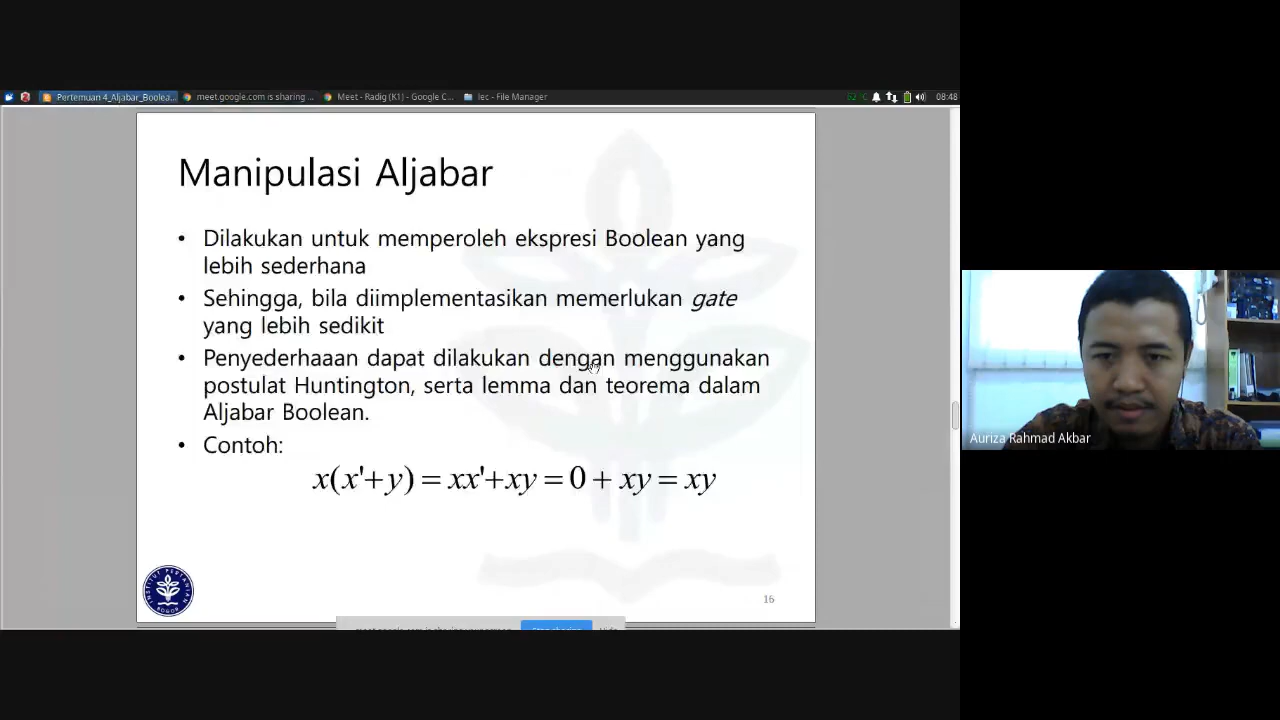 Pertemuan 4_Aljabar_Boolea... meet.google.com is sharing ... Meet - Radig (K1) - Google C... lec - File Manager 08:48
Manipulasi Aljabar
• Dilakukan untuk memperoleh ekspresi Boolean yang
lebih sederhana
• Sehingga, bila diimplementasikan memerlukan gate
yang lebih sedikit
• Penyederhaaan dapat dilakukan dengan menggunakan
postulat Huntington, serta lemma dan teorema dalam
Aljabar Boolean.
• Contoh:
x(x'+y) = xx'+xy = 0 + xy = xy
Auriza Rahmad Akbar
INSTITUT PERTANIAN BOGOR
16